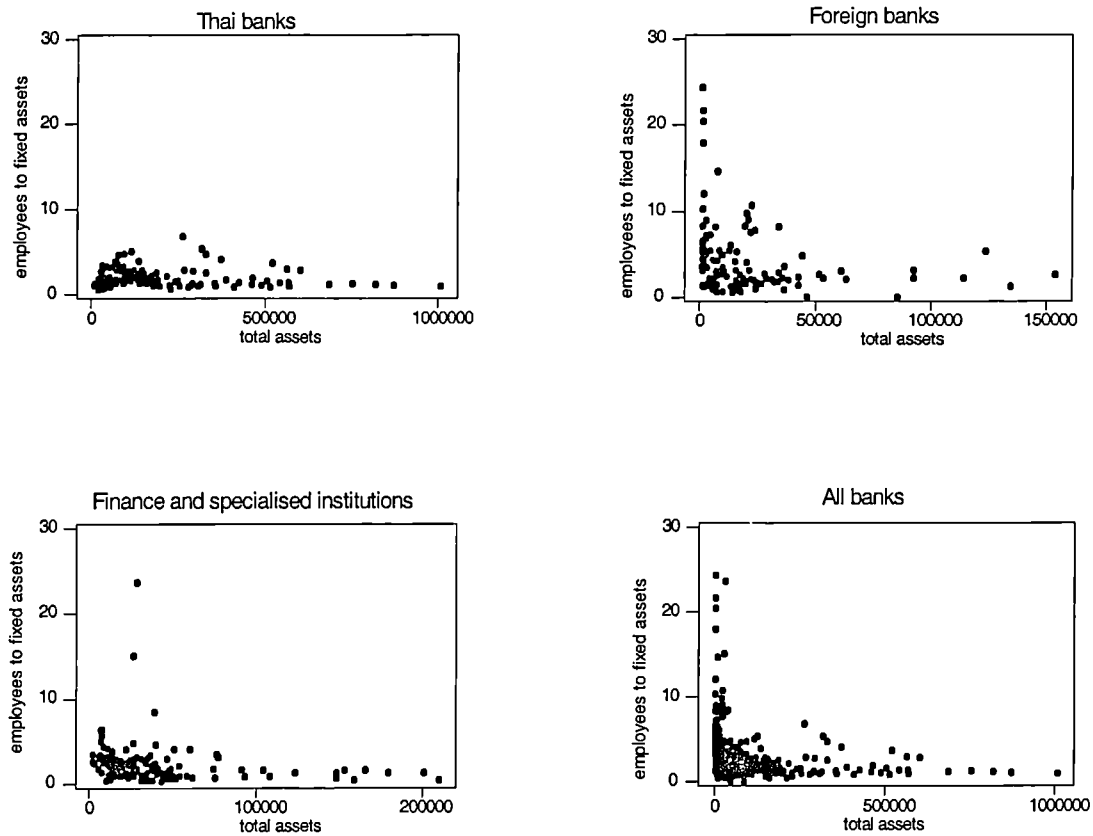 Thai banks
30
20
10
0
employees to fixed assets
0 500000 1000000
total assets
Foreign banks
30
20
10
0
employees to fixed assets
0 50000 100000 150000
total assets
Finance and specialised institutions
30
20
10
0
employees to fixed assets
0 100000 200000
total assets
All banks
30
20
10
0
employees to fixed assets
0 500000 1000000
total assets